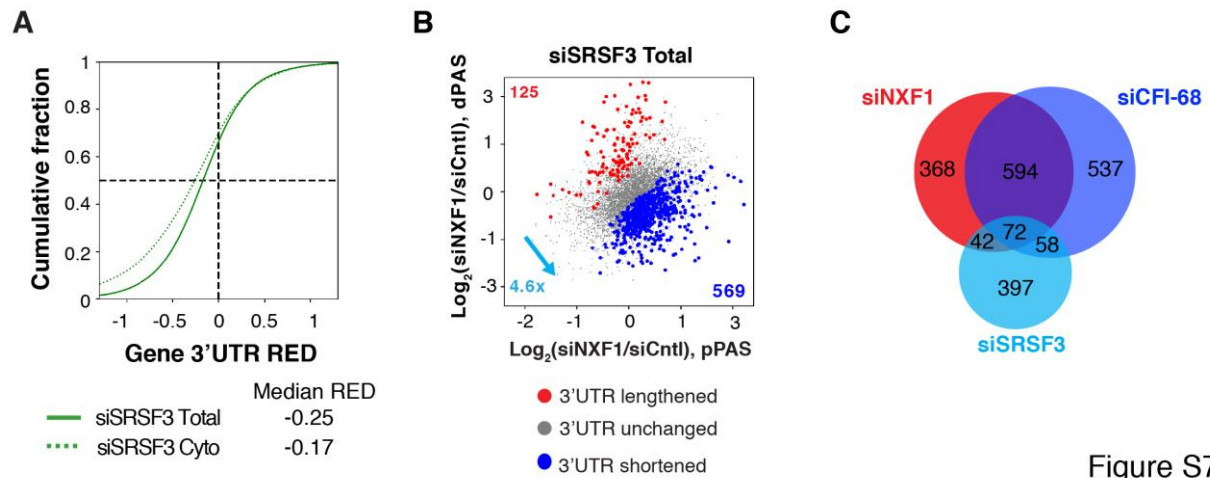 A
Cumulative fraction
1
0.8
0.6
0.4
0.2
0
-1
-0.5
0
0.5
1
Gene 3'UTR RED
Median RED
siSRSF3 Total
-0.25
siSRSF3 Cyto
-0.17
B
siSRSF3 Total
Log2(siNXF1/siCntl), dPAS
3
1
0
-1
-3
125
4.6x
569
-2
-1
0
1
3
Log2(siNXF1/siCntl), pPAS
3'UTR lengthened
3'UTR unchanged
3'UTR shortened
C
siNXF1
siCFI-68
368
594
537
42
72
58
397
siSRSF3
Figure S7